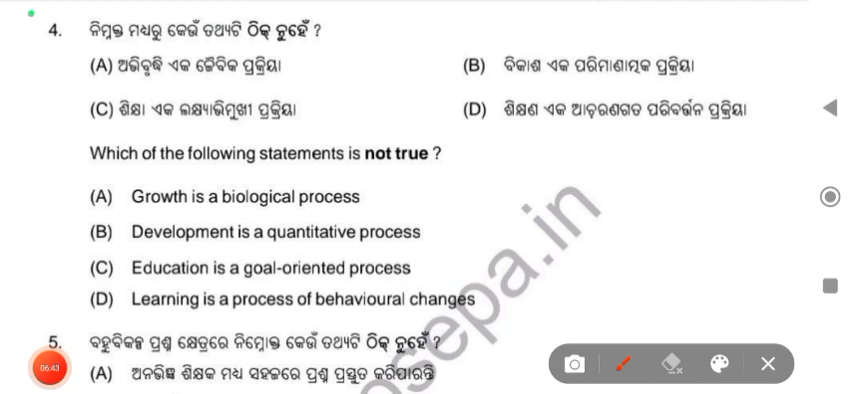 4. ନିମ୍ନୋକ୍ତ ମଧ୍ୟରୁ କେଉଁ ତଥ୍ୟଟି ଠିକ୍ ନୁହେଁ ?
(A) ଅଭିବୃଦ୍ଧି ଏକ ଜୈବିକ ପ୍ରକ୍ରିୟା (B) ବିକାଶ ଏକ ପରିମାଣାତ୍ମକ ପ୍ରକ୍ରିୟା
(C) ଶିକ୍ଷା ଏକ ଲକ୍ଷ୍ୟାଭିମୁଖୀ ପ୍ରକ୍ରିୟା (D) ଶିକ୍ଷଣ ଏକ ଆଚରଣଗତ ପରିବର୍ତ୍ତନ ପ୍ରକ୍ରିୟା
Which of the following statements is not true ?
(A) Growth is a biological process
(B) Development is a quantitative process
(C) Education is a goal-oriented process
(D) Learning is a process of behavioural changes
5. ବହୁବିକଳ୍ପ ପ୍ରଶ୍ନ କ୍ଷେତ୍ରରେ ନିମ୍ନୋକ୍ତ କେଉଁ ତଥ୍ୟଟି ଠିକ୍ ନୁହେଁ ?
(A) ଅନଭିଜ୍ଞ ଶିକ୍ଷକ ମଧ୍ୟ ସହଜରେ ପ୍ରଶ୍ନ ପ୍ରସ୍ତୁତ କରିପାରନ୍ତି
06:43
osepa.in